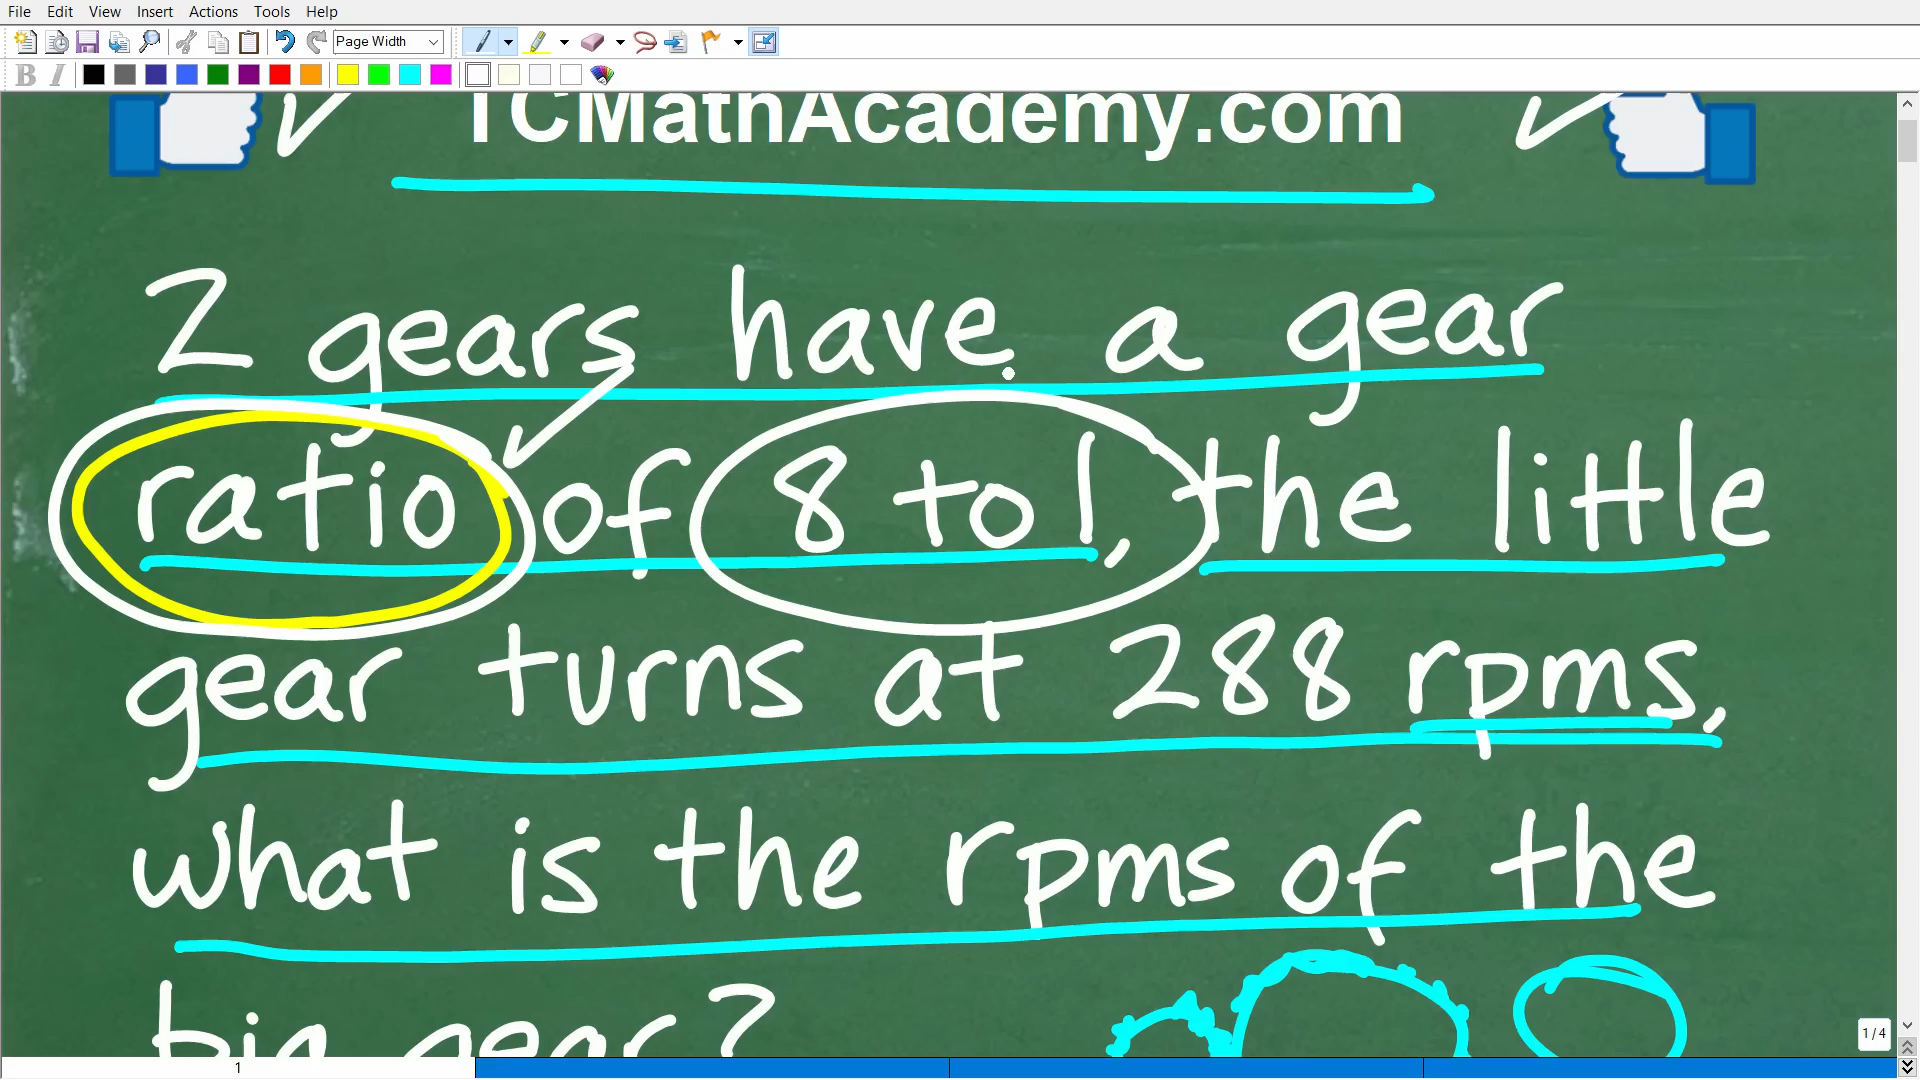 File Edit View Insert Actions Tools Help
Page Width
B I
TCMathAcademy.com
2 gears have a gear
ratio of 8 to 1, the little
gear turns at 288 rpms,
what is the rpms of the
big gear?
1 / 4
1